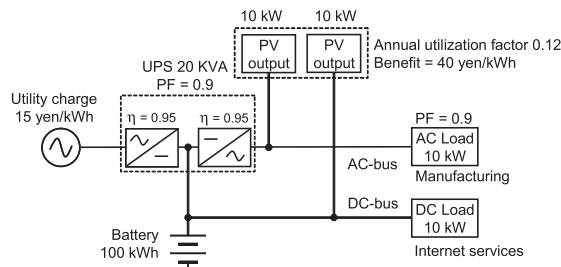 10 kW
10 kW
PV
output
PV
output
Annual utilization factor 0.12
Benefit = 40 yen/kWh
UPS 20 KVA
PF = 0.9
Utility charge
15 yen/kWh
η = 0.95
η = 0.95
PF = 0.9
AC Load
10 kW
Manufacturing
AC-bus
DC-bus
DC Load
10 kW
Internet services
Battery
100 kWh